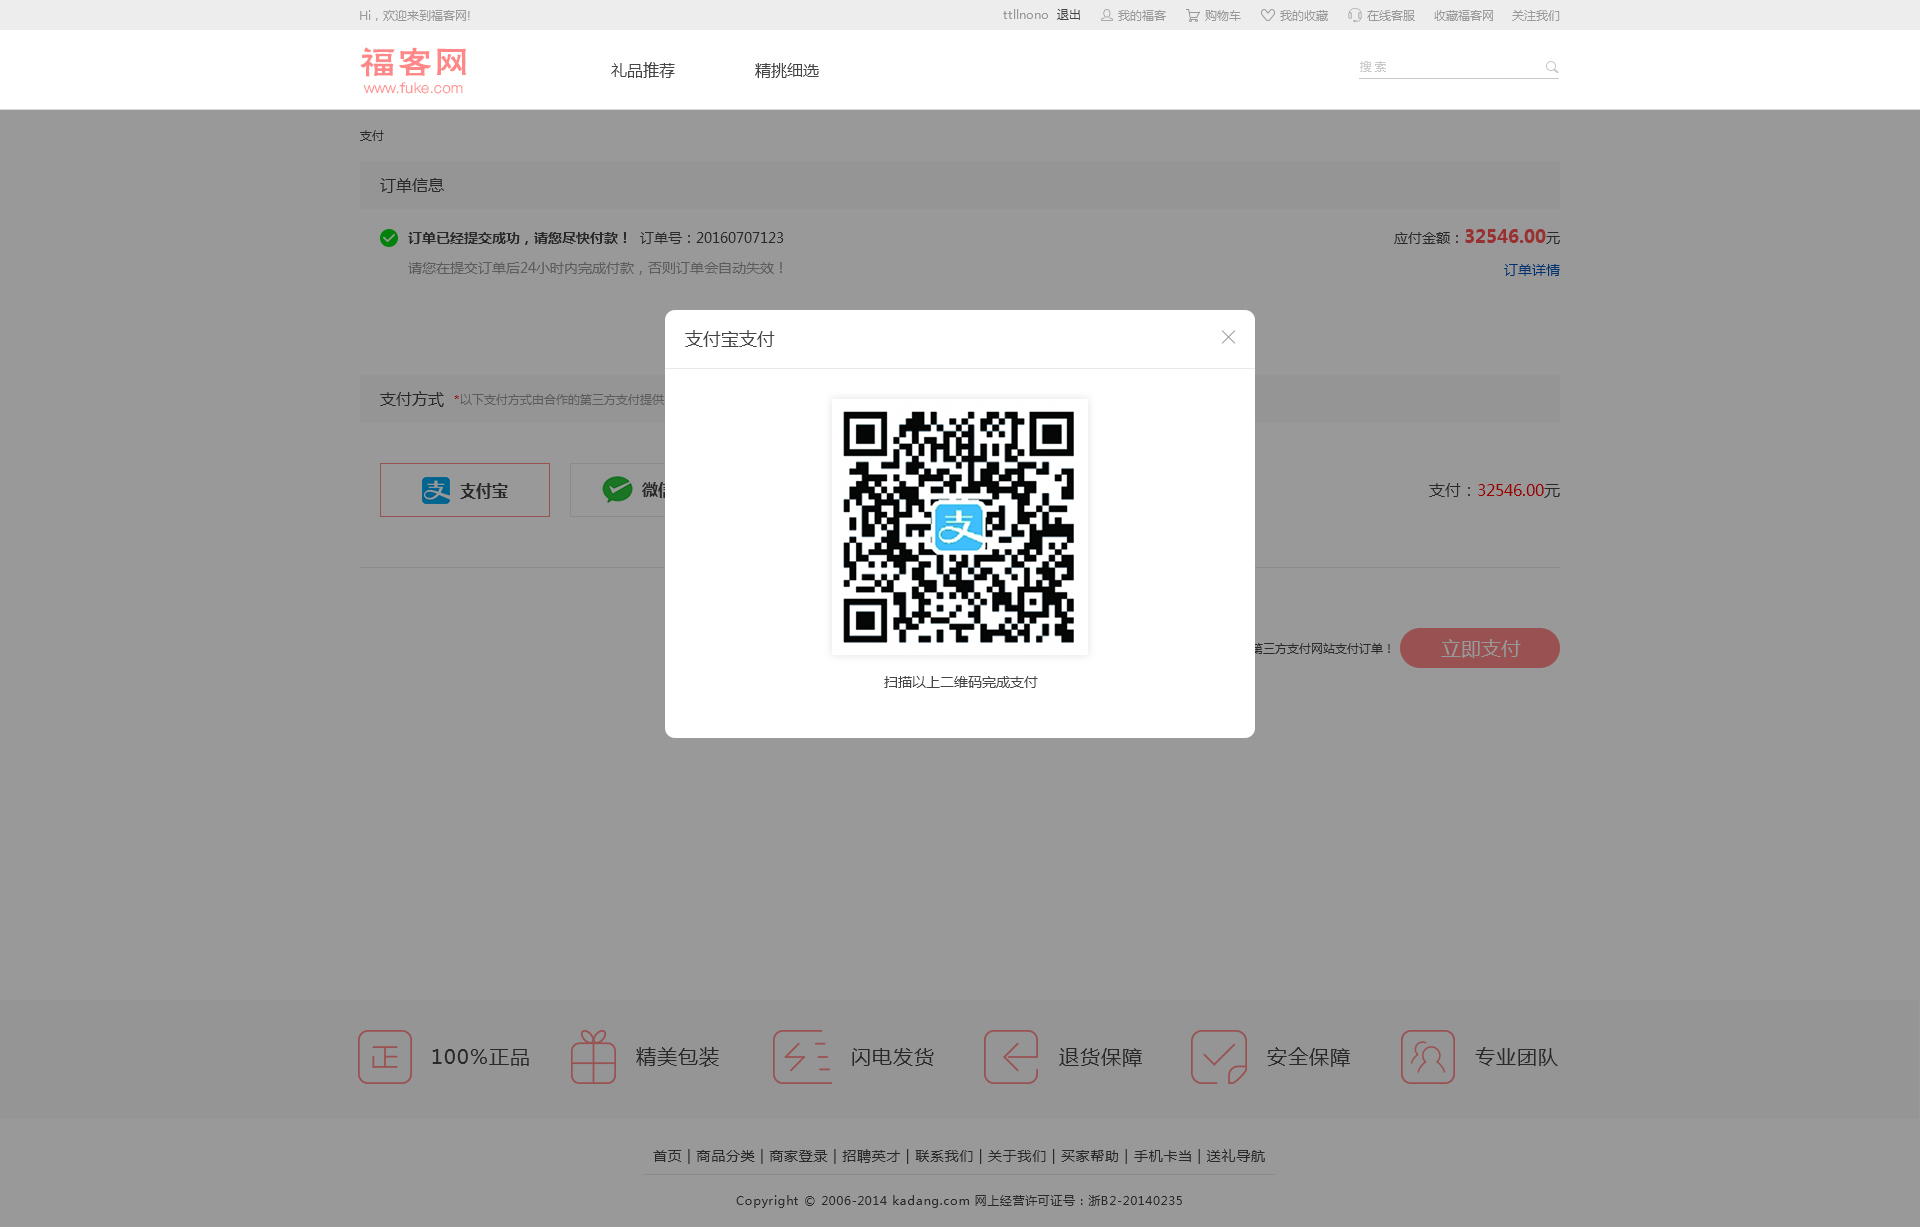 Hi，欢迎来到福客网!
ttllnono 退出 我的福客 购物车 我的收藏 在线客服 收藏福客网 关注我们
福客网
www.fuke.com
礼品推荐 精挑细选
搜索
支付
订单信息
订单已经提交成功，请您尽快付款！ 订单号：20160707123
应付金额：32546.00元
请您在提交订单后24小时内完成付款，否则订单会自动失效！
订单详情
支付宝支付
支付方式 *以下支付方式由合作的第三方支付提供
支付宝
微信
支付：32546.00元
第三方支付网站支付订单！ 立即支付
扫描以上二维码完成支付
正 100%正品 精美包装 闪电发货 退货保障 安全保障 专业团队
首页 | 商品分类 | 商家登录 | 招聘英才 | 联系我们 | 关于我们 | 买家帮助 | 手机卡当 | 送礼导航
Copyright © 2006-2014 kadang.com 网上经营许可证号：浙B2-20140235